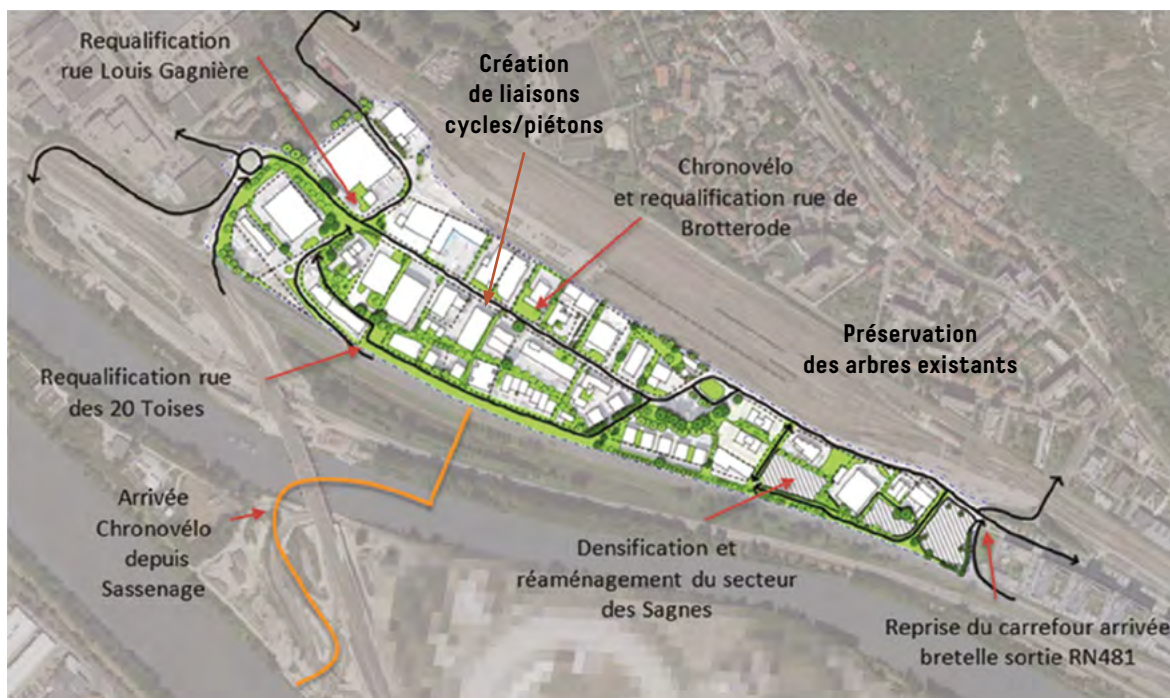 Requalification
rue Louis Gagnière
Création
de liaisons
cycles/piétons
Chronovélo
et requalification rue de
Brotterode
Préservation
des arbres existants
Requalification rue
des 20 Toises
Arrivée
Chronovélo
depuis
Sassenage
Densification et
réaménagement du secteur
des Sagnes
Reprise du carrefour arrivée
bretelle sortie RN481